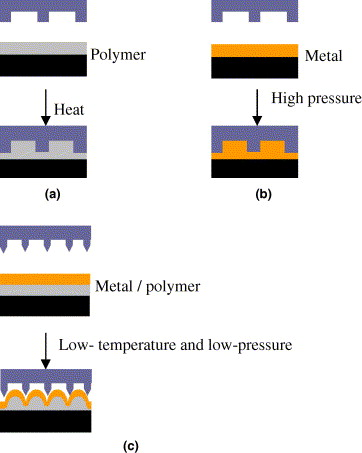 Polymer
Metal
Heat
High pressure
(a)
(b)
Metal / polymer
Low- temperature and low-pressure
(c)